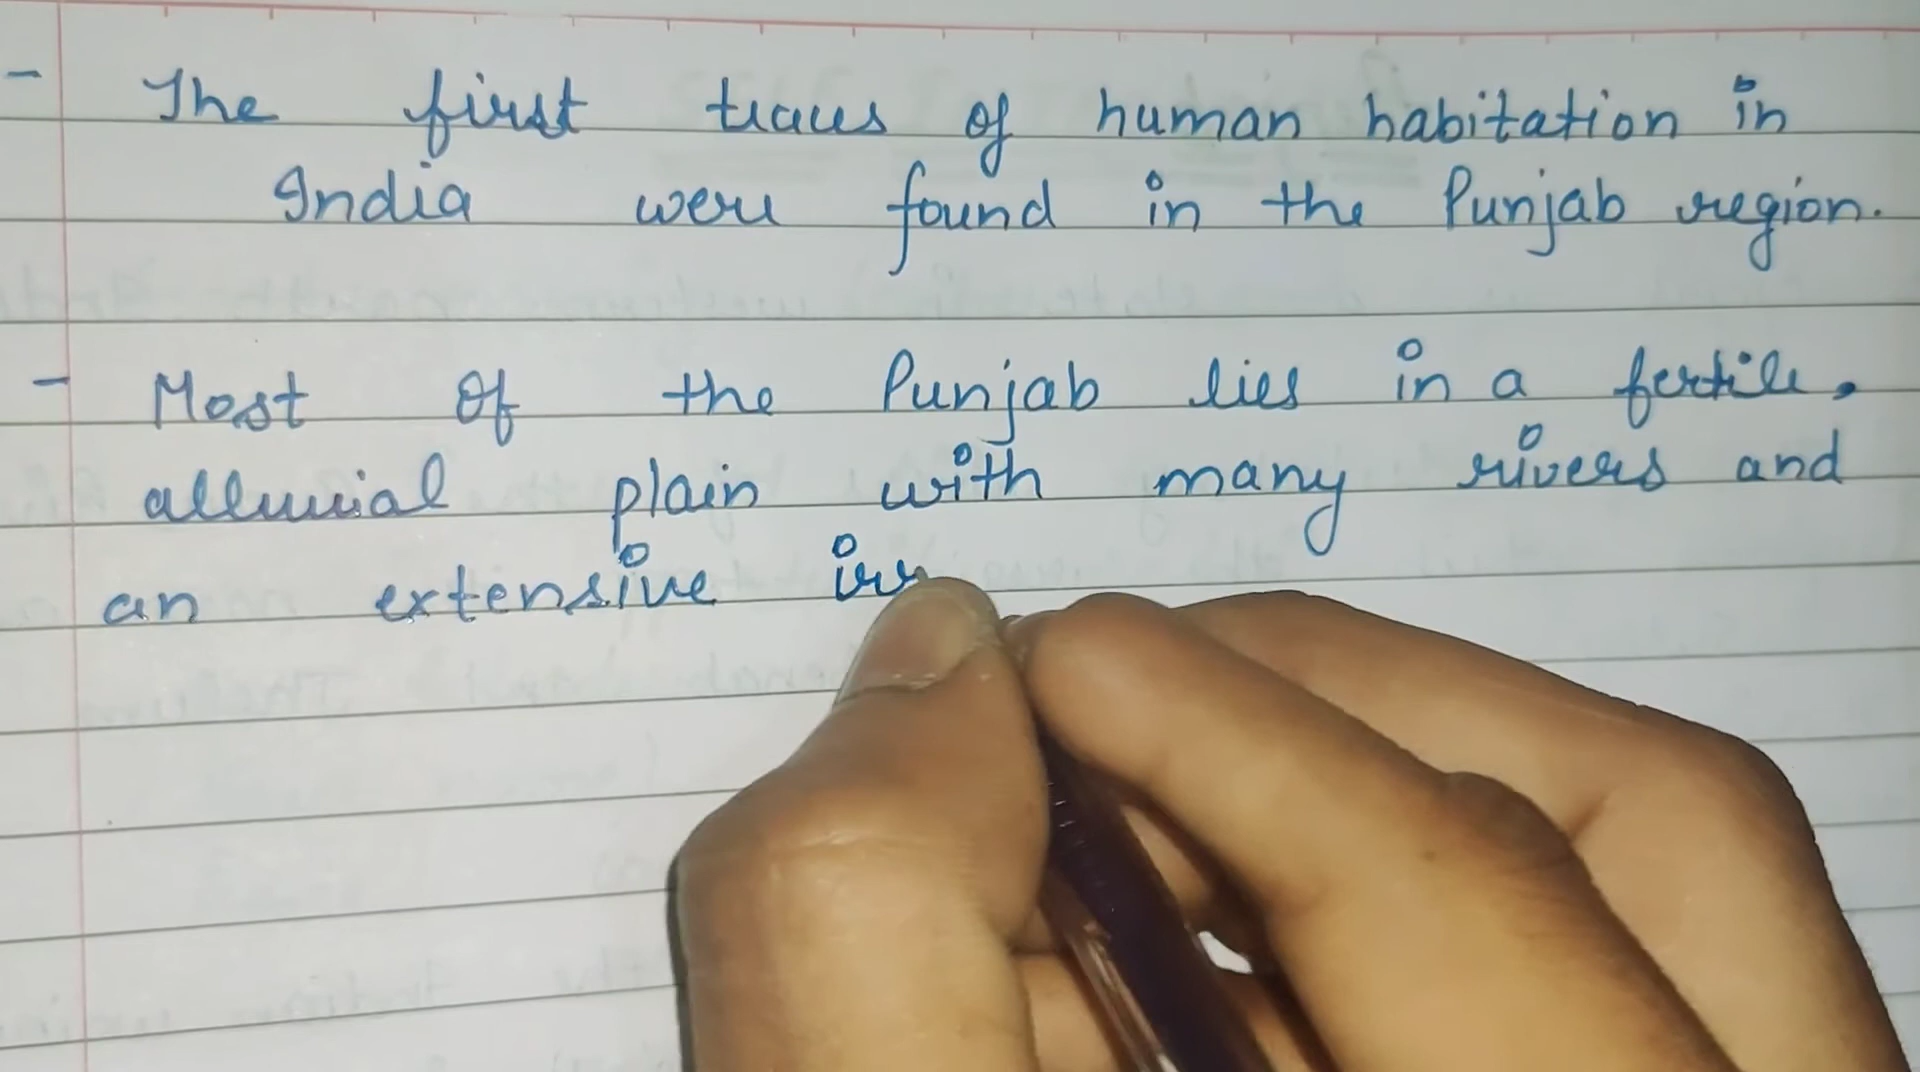 - The first traces of human habitation in
India were found in the Punjab region.
- Most of the Punjab lies in a fertile,
alluvial plain with many rivers and
an extensive irr